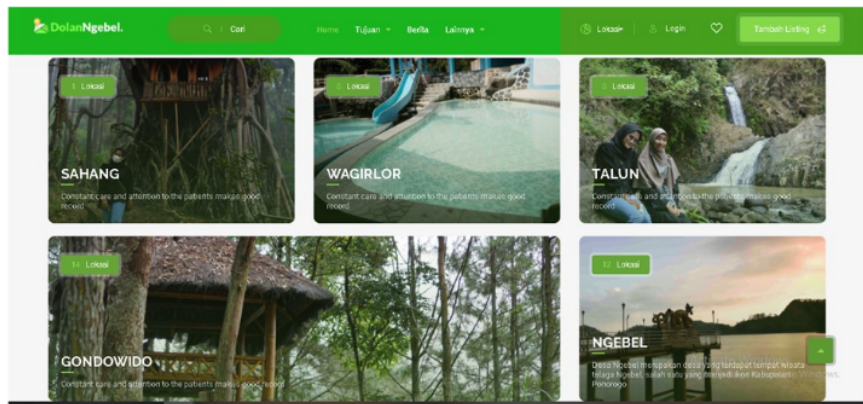 DolanNgebel.
Cari
Home Tujuan Berita Lainnya
Lokasi Login Tambah Listing
1 Lokasi
Lokasi
Lokasi
SAHANG
Constant care and attention to the patients makes good
record
WAGIRLOR
Constant care and attention to the patients makes good
record
TALUN
Constant care and attention to the patients makes good
record
14 Lokasi
12 Lokasi
GONDOWIDO
Constant care and attention to the patients makes good record
NGEBEL
Desa Ngebel merupakan desa yang terdapat tempat wisata
telaga Ngebel, salah satu yang menjadi ikon Kabupaten
Ponorogo
Windows.